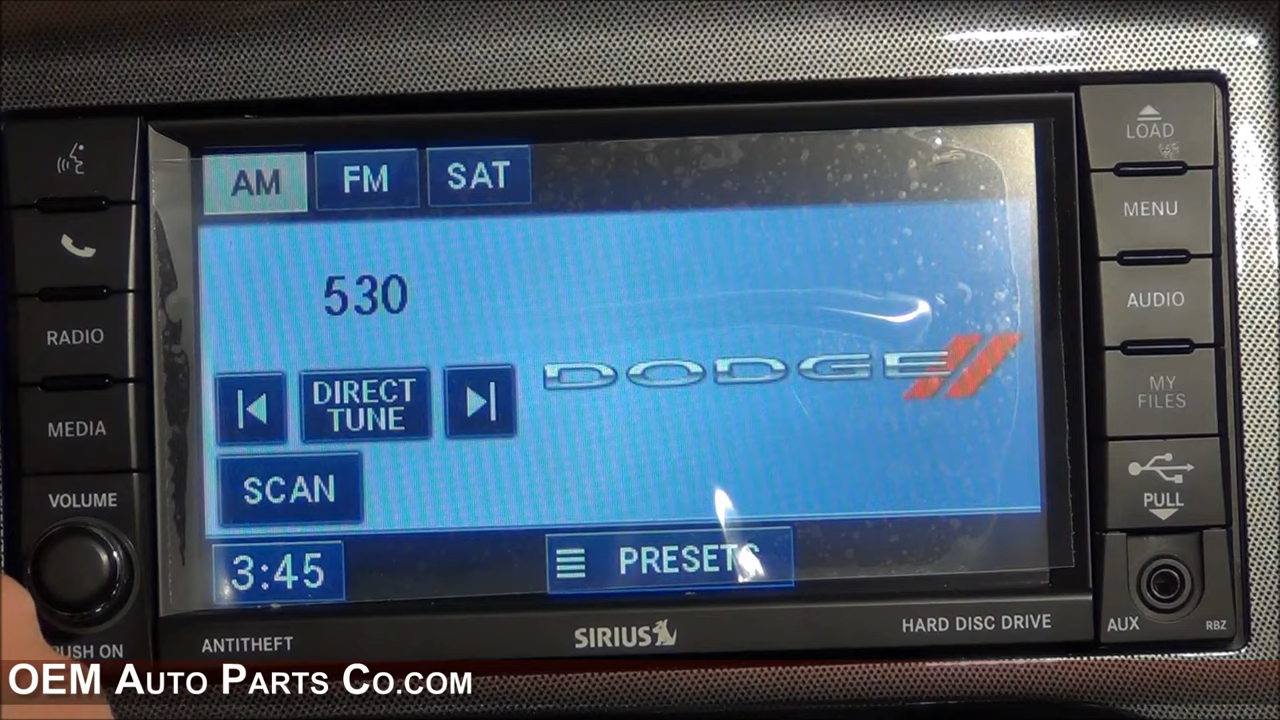 LOAD
AM FM SAT
MENU
530
AUDIO
RADIO
DODGE
DIRECT
TUNE
MY
FILES
MEDIA
SCAN
VOLUME
PULL
3:45
PRESETS
PUSH ON
ANTITHEFT
SIRIUS
HARD DISC DRIVE
AUX
RBZ
OEM AUTO PARTS CO.COM